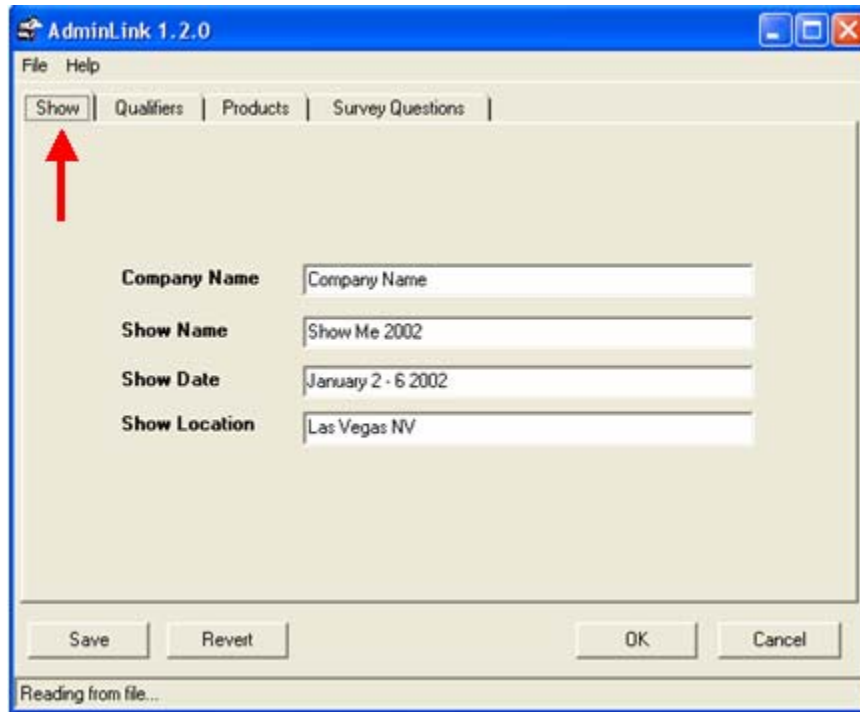 AdminLink 1.2.0
File Help
Show Qualifiers Products Survey Questions
Company Name Company Name
Show Name Show Me 2002
Show Date January 2 - 6 2002
Show Location Las Vegas NV
Save Revert OK Cancel
Reading from file...